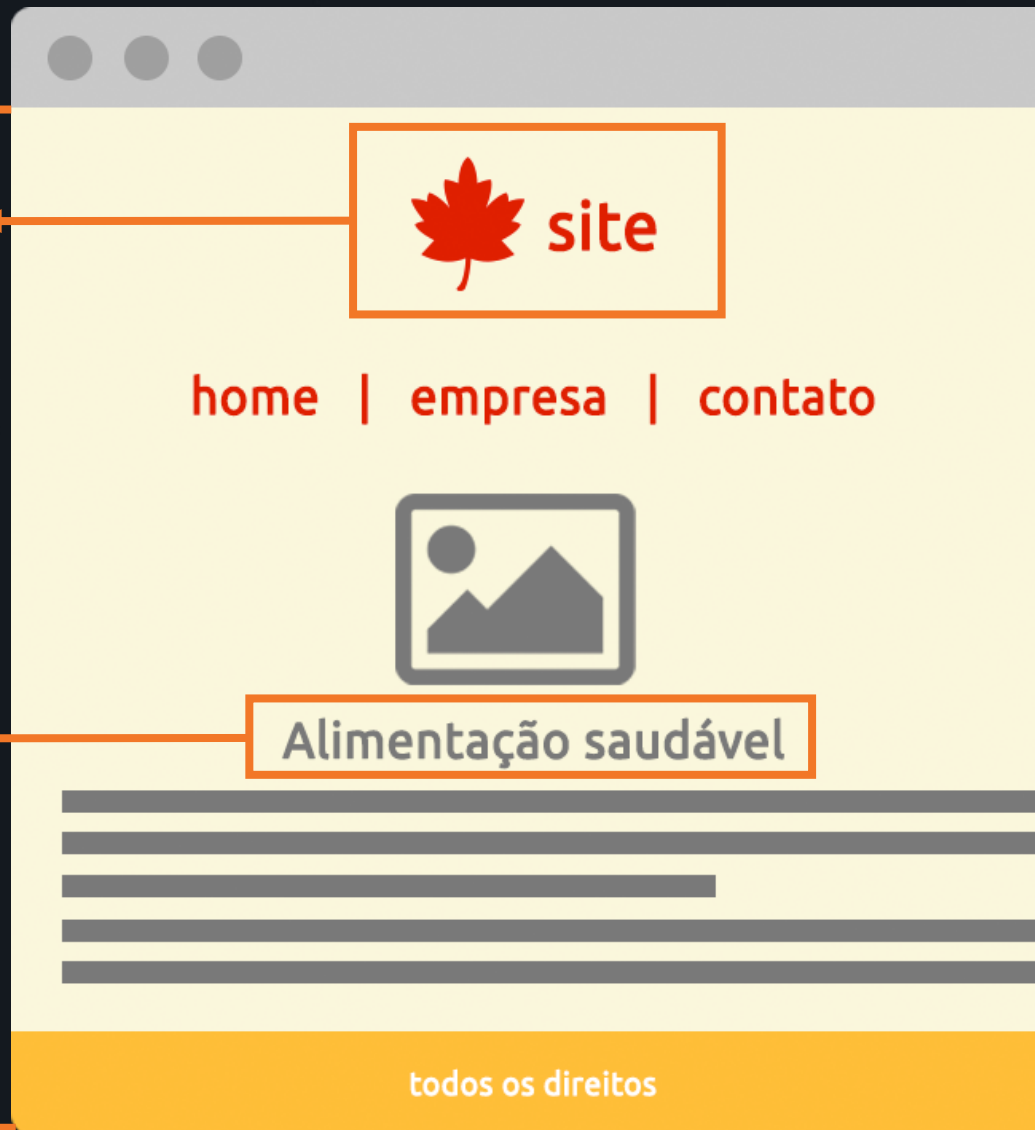 site
home | empresa | contato
Alimentação saudável
todos os direitos